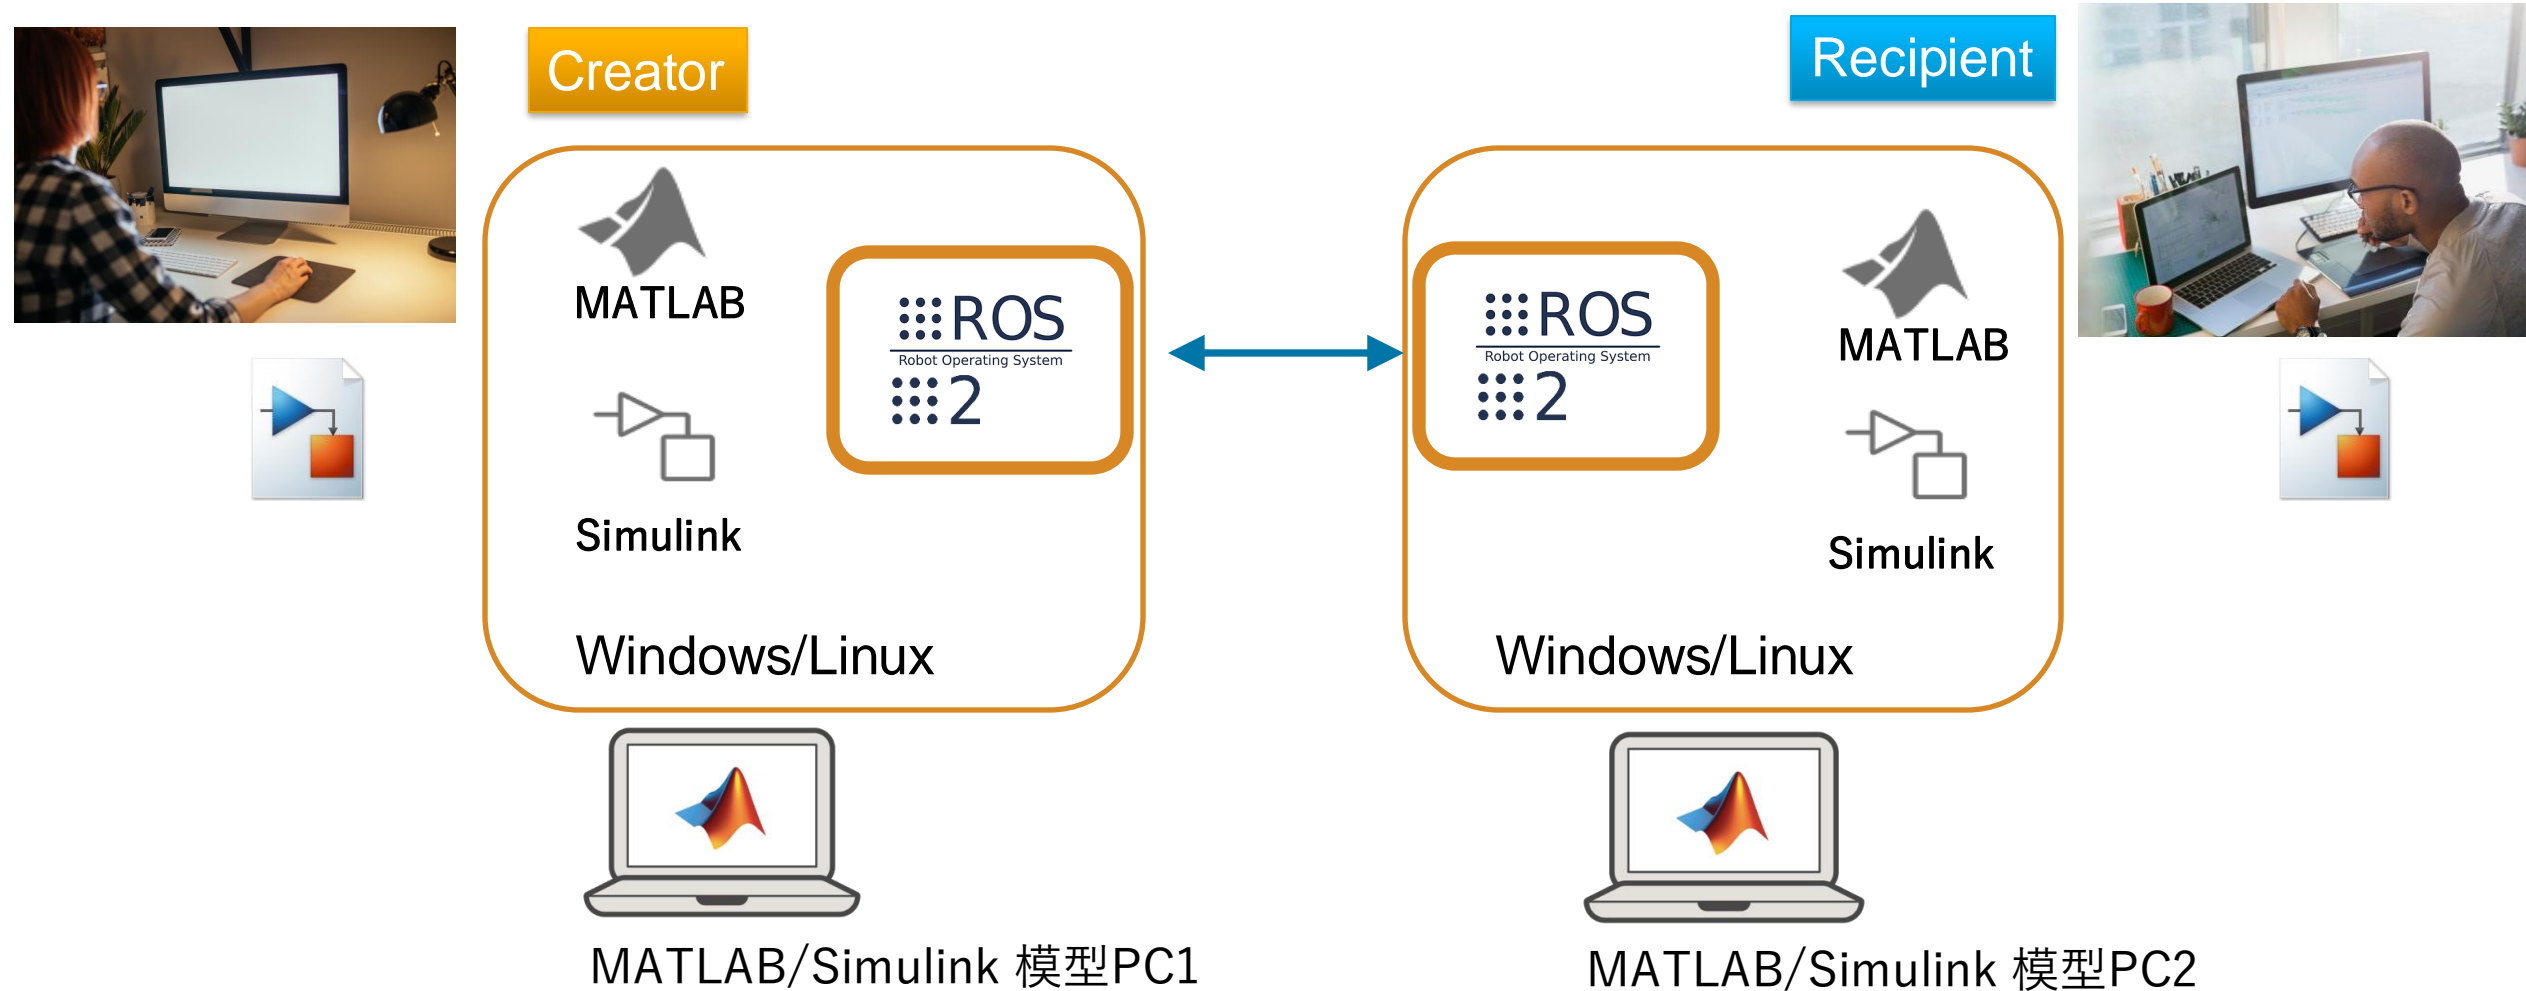 Creator
Recipient
MATLAB
ROS
Robot Operating System
2
Simulink
Windows/Linux
ROS
Robot Operating System
2
MATLAB
Simulink
Windows/Linux
MATLAB/Simulink 模型PC1
MATLAB/Simulink 模型PC2